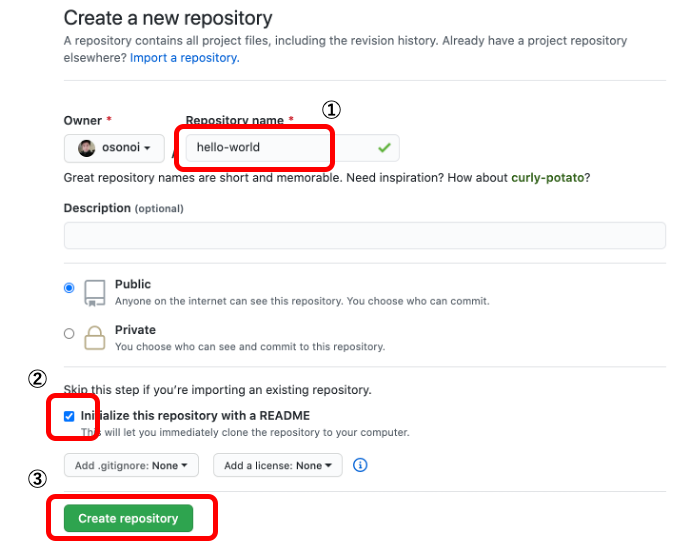 Create a new repository
A repository contains all project files, including the revision history. Already have a project repository
elsewhere? Import a repository.
①
Owner * Repository name *
osonoi / hello-world
Great repository names are short and memorable. Need inspiration? How about curly-potato?
Description (optional)
Public
Anyone on the internet can see this repository. You choose who can commit.
Private
You choose who can see and commit to this repository.
②
Skip this step if you're importing an existing repository.
Initialize this repository with a README
This will let you immediately clone the repository to your computer.
Add .gitignore: None Add a license: None
③
Create repository